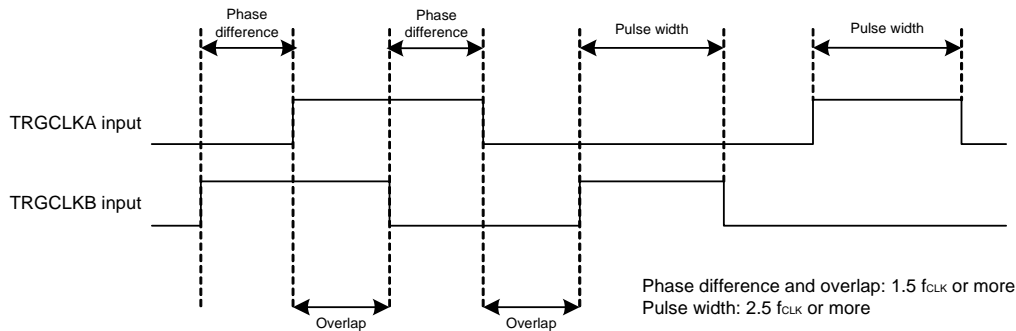 Phase
difference
Phase
difference
Pulse width
Pulse width
TRGCLKA input
TRGCLKB input
Overlap
Overlap
Phase difference and overlap: 1.5 fCLK or more
Pulse width: 2.5 fCLK or more